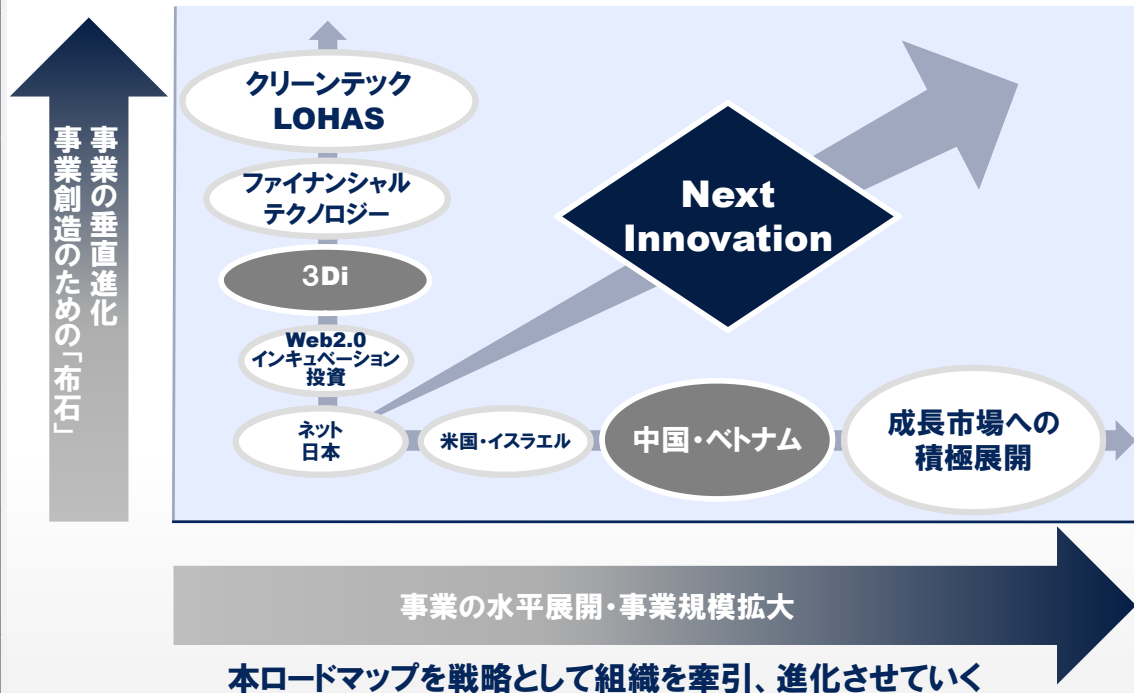 事業の垂直進化
事業創造のための「布石」
クリーンテック
LOHAS
ファイナンシャル
テクノロジー
3Di
Web2.0
インキュベーション
投資
ネット
日本
米国・イスラエル
中国・ベトナム
成長市場への
積極展開
Next
Innovation
事業の水平展開・事業規模拡大
本ロードマップを戦略として組織を牽引、進化させていく